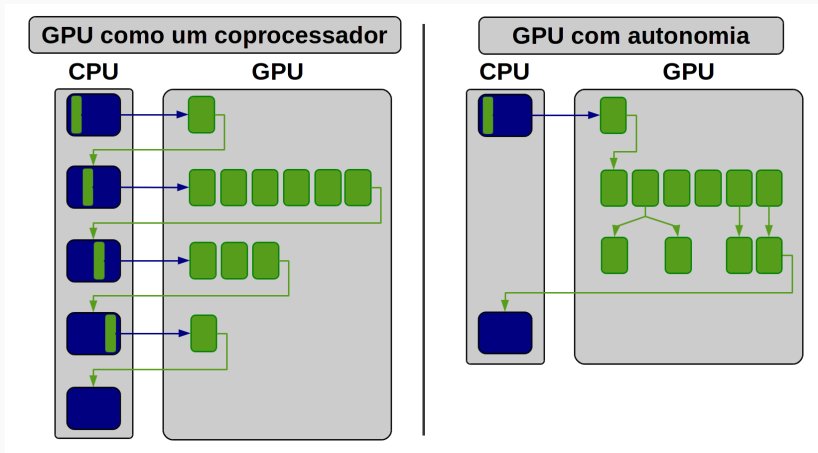 GPU como um coprocessador
CPU
GPU
GPU com autonomia
CPU
GPU